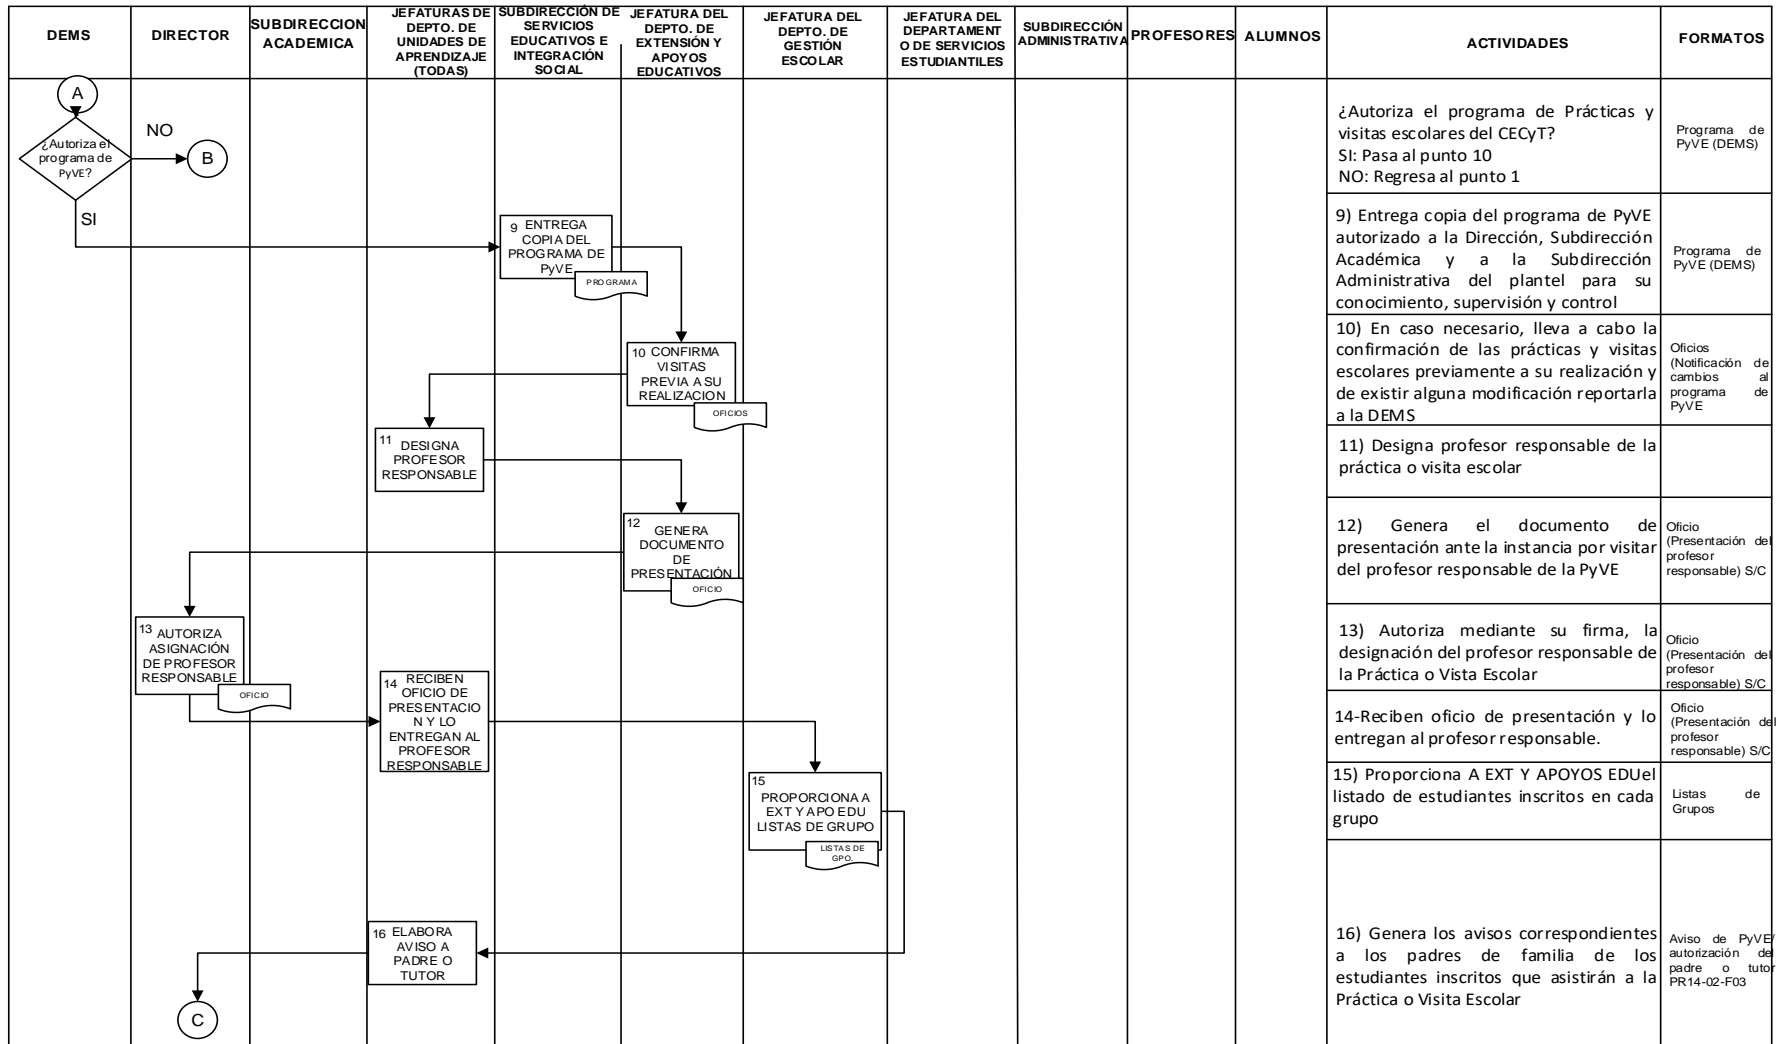 DEMS
DIRECTOR
SUBDIRECCION
ACADEMICA
JEFATURAS DE
DEPTO. DE
UNIDADES DE
APRENDIZAJE
(TODAS)
SUBDIRECCIÓN DE
SERVICIOS
EDUCATIVOS E
INTEGRACIÓN
SOCIAL
JEFATURA DEL
DEPTO. DE
EXTENSIÓN Y
APOYOS
EDUCATIVOS
JEFATURA DEL
DEPTO. DE
GESTIÓN
ESCOLAR
JEFATURA DEL
DEPARTAMENT
O DE SERVICIOS
ESTUDIANTILES
SUBDIRECCIÓN
ADMINISTRATIVA
PROFESORES
ALUMNOS
ACTIVIDADES
FORMATOS
A
¿Autoriza el
programa de
PyVE?
NO
B
SI
¿Autoriza el programa de Prácticas y
visitas escolares del CECyT?
SI: Pasa al punto 10
NO: Regresa al punto 1
Programa de
PyVE (DEMS)
9 ENTREGA
COPIA DEL
PROGRAMA DE
PyVE
PROGRAMA
9) Entrega copia del programa de PyVE
autorizado a la Dirección, Subdirección
Académica y a la Subdirección
Administrativa del plantel para su
conocimiento, supervisión y control
Programa de
PyVE (DEMS)
10 CONFIRMA
VISITAS
PREVIA A SU
REALIZACION
OFICIOS
10) En caso necesario, lleva a cabo la
confirmación de las prácticas y visitas
escolares previamente a su realización y
de existir alguna modificación reportarla
a la DEMS
Oficios
(Notificación de
cambios al
programa de
PyVE
11
DESIGNA
PROFESOR
RESPONSABLE
11) Designa profesor responsable de la
práctica o visita escolar
12
GENERA
DOCUMENTO
DE
PRESENTACIÓN
OFICIO
12) Genera el documento de
presentación ante la instancia por visitar
del profesor responsable de la PyVE
Oficio
(Presentación del
profesor
responsable) S/C
13 AUTORIZA
ASIGNACIÓN
DE PROFESOR
RESPONSABLE
OFICIO
13) Autoriza mediante su firma, la
designación del profesor responsable de
la Práctica o Vista Escolar
Oficio
(Presentación del
profesor
responsable) S/C
14 RECIBEN
OFICIO DE
PRESENTACIO
N Y LO
ENTREGAN AL
PROFESOR
RESPONSABLE
14-Reciben oficio de presentación y lo
entregan al profesor responsable.
Oficio
(Presentación del
profesor
responsable) S/C
15
PROPORCIONA A
EXT Y APO EDU
LISTAS DE GRUPO
LISTAS DE
GPO.
15) Proporciona A EXT Y APOYOS EDUel
listado de estudiantes inscritos en cada
grupo
Listas de
Grupos
16 ELABORA
AVISO A
PADRE O
TUTOR
C
16) Genera los avisos correspondientes
a los padres de familia de los
estudiantes inscritos que asistirán a la
Práctica o Visita Escolar
Aviso de PyVE/
autorización del
padre o tutor
PR14-02-F03